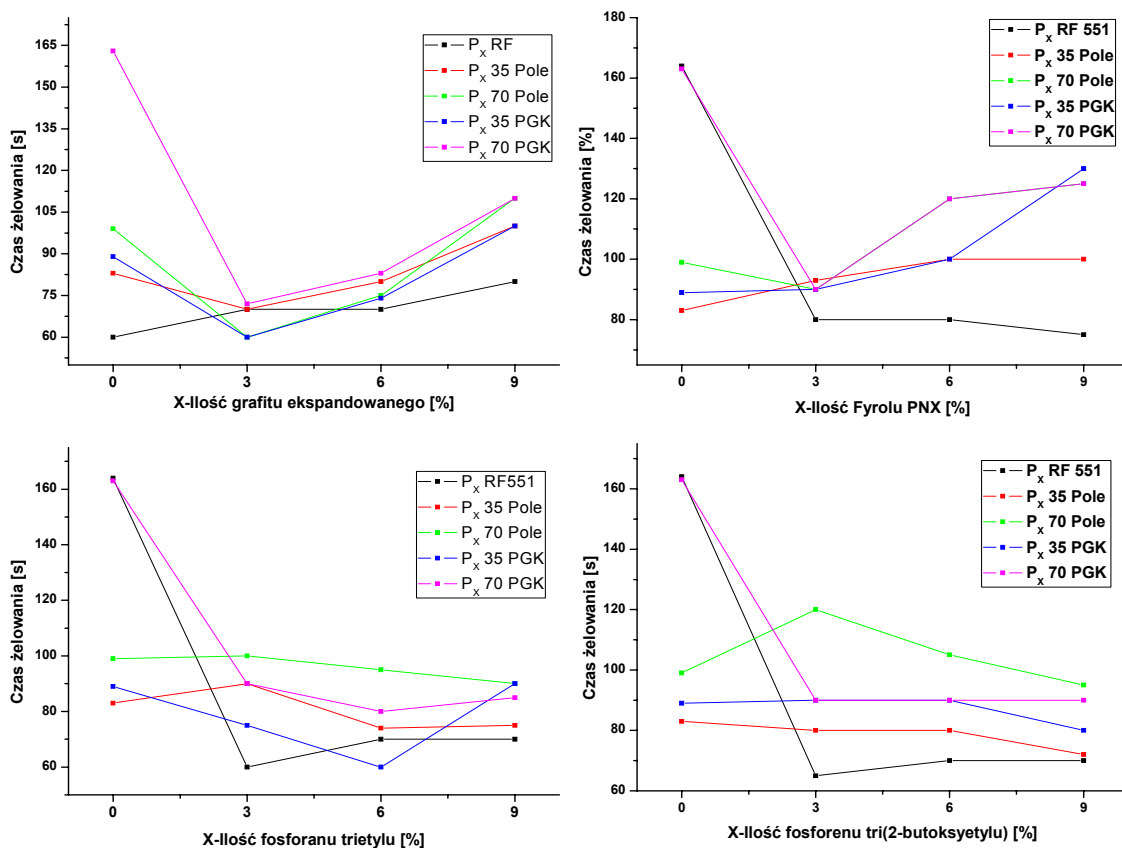 Czas żelowania [s]
165
150
135
120
105
90
75
60
0 3 6 9
X-Ilość grafitu ekspandowanego [%]
Px RF
Px 35 Pole
Px 70 Pole
Px 35 PGK
Px 70 PGK
Czas żelowania [%]
180
160
140
120
100
80
0 3 6 9
X-Ilość Fyrolu PNX [%]
Px RF 551
Px 35 Pole
Px 70 Pole
Px 35 PGK
Px 70 PGK
Czas żelowania [s]
160
140
120
100
80
60
0 3 6 9
X-Ilość fosforanu trietylu [%]
Px RF551
Px 35 Pole
Px 70 Pole
Px 35 PGK
Px 70 PGK
Czas żelowania [s]
160
140
120
100
80
60
0 3 6 9
X-Ilość fosforenu tri(2-butoksyetylu) [%]
Px RF 551
Px 35 Pole
Px 70 Pole
Px 35 PGK
Px 70 PGK